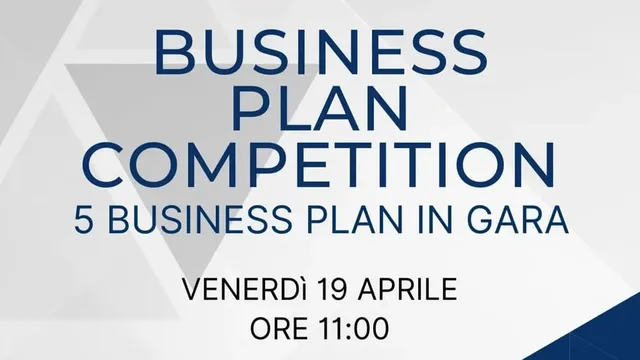 BUSINESS
PLAN
COMPETITION
5 BUSINESS PLAN IN GARA
VENERDì 19 APRILE
ORE 11:00